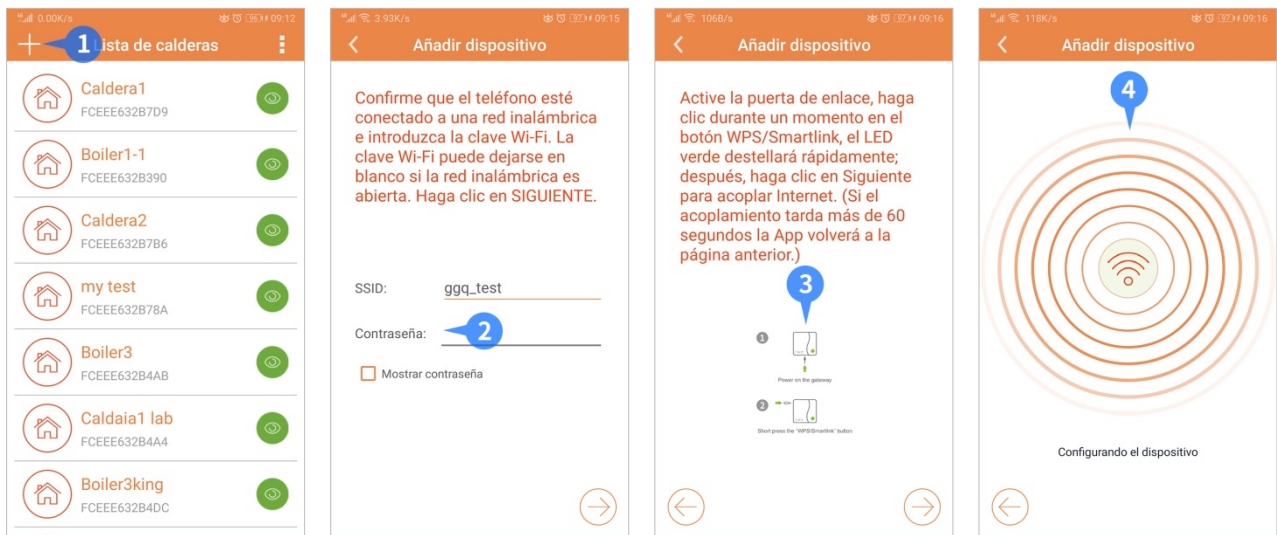 0.00K/s 96 09:12
1
Lista de calderas
Caldera1
FCEEE632B7D9
Boiler1-1
FCEEE632B390
Caldera2
FCEEE632B7B6
my test
FCEEE632B78A
Boiler3
FCEEE632B4AB
Caldaia1 lab
FCEEE632B4A4
Boiler3king
FCEEE632B4DC
3.93K/s 97 09:15
Añadir dispositivo
Confirme que el teléfono esté
conectado a una red inalámbrica
e introduzca la clave Wi-Fi. La
clave Wi-Fi puede dejarse en
blanco si la red inalámbrica es
abierta. Haga clic en SIGUIENTE.
SSID: ggq_test
Contraseña:
2
Mostrar contraseña
106B/s 97 09:16
Añadir dispositivo
Active la puerta de enlace, haga
clic durante un momento en el
botón WPS/Smartlink, el LED
verde destellará rápidamente;
después, haga clic en Siguiente
para acoplar Internet. (Si el
acoplamiento tarda más de 60
segundos la App volverá a la
página anterior.)
3
1
Power on the gateway
2
Short press the "WPS/Smartlink" button
118K/s 97 09:16
Añadir dispositivo
4
Configurando el dispositivo